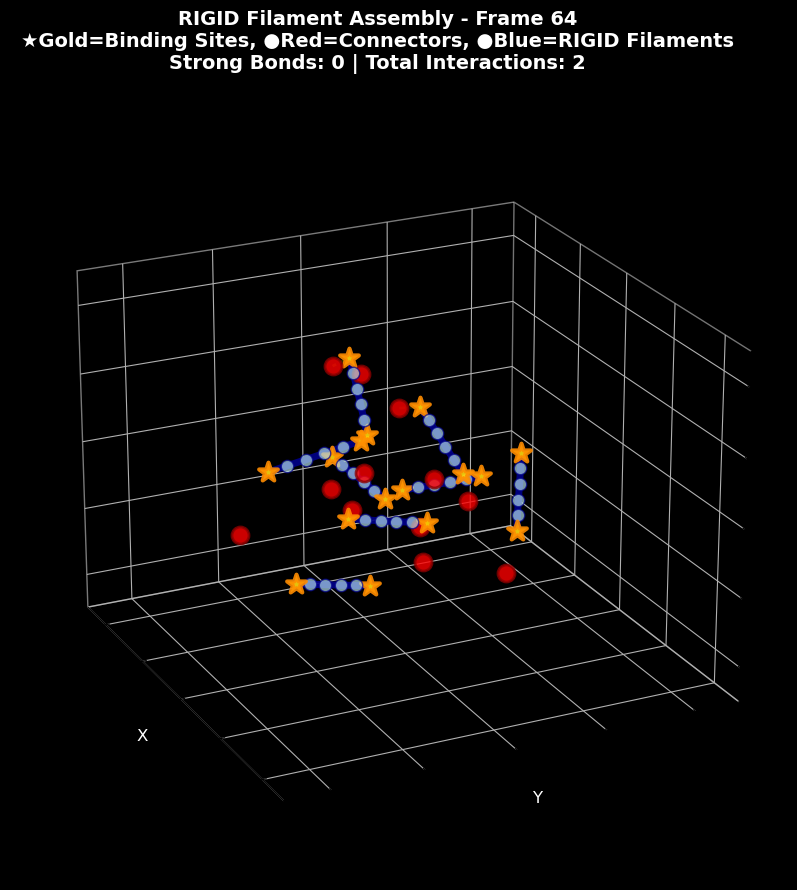 RIGID Filament Assembly - Frame 64
★Gold=Binding Sites, ●Red=Connectors, ●Blue=RIGID Filaments
Strong Bonds: 0 | Total Interactions: 2
X
Y